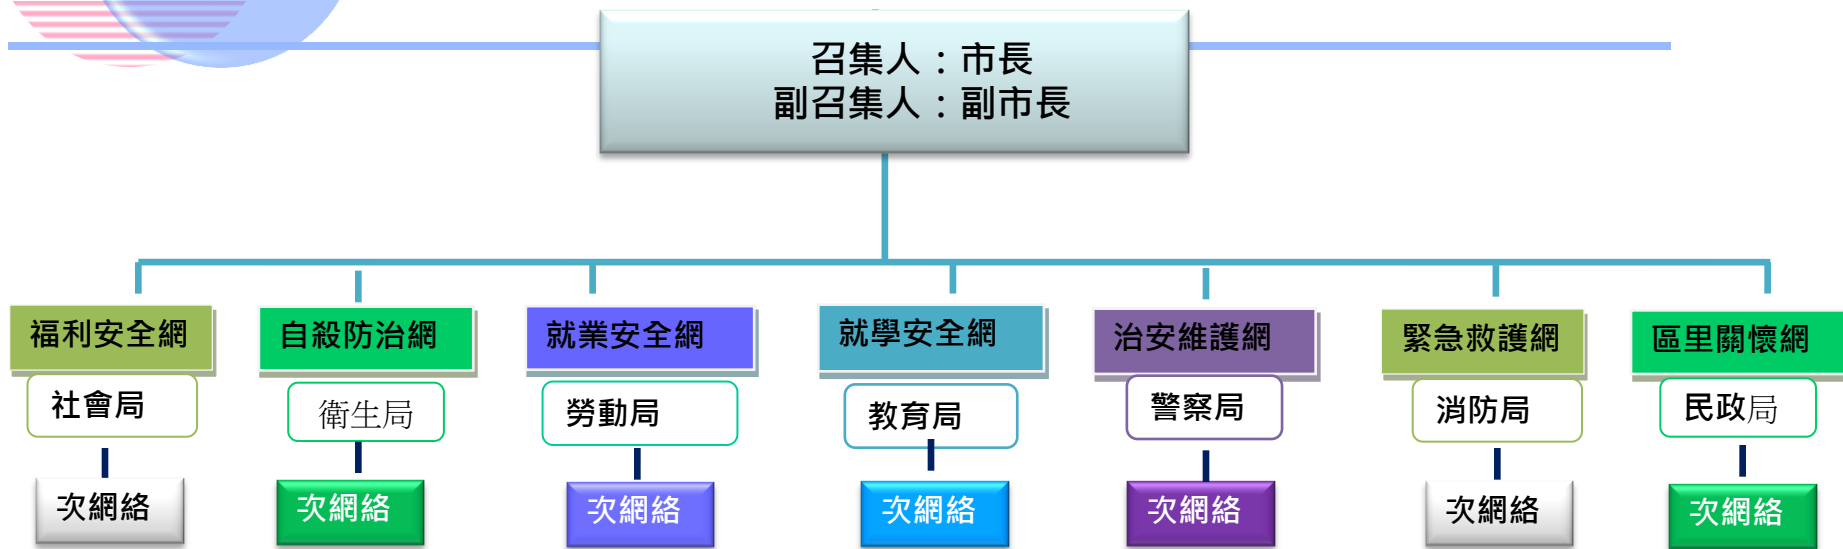 召集人：市長
副召集人：副市長
福利安全網
自殺防治網
就業安全網
就學安全網
治安維護網
緊急救護網
區里關懷網
社會局
衛生局
勞動局
教育局
警察局
消防局
民政局
次網絡
次網絡
次網絡
次網絡
次網絡
次網絡
次網絡